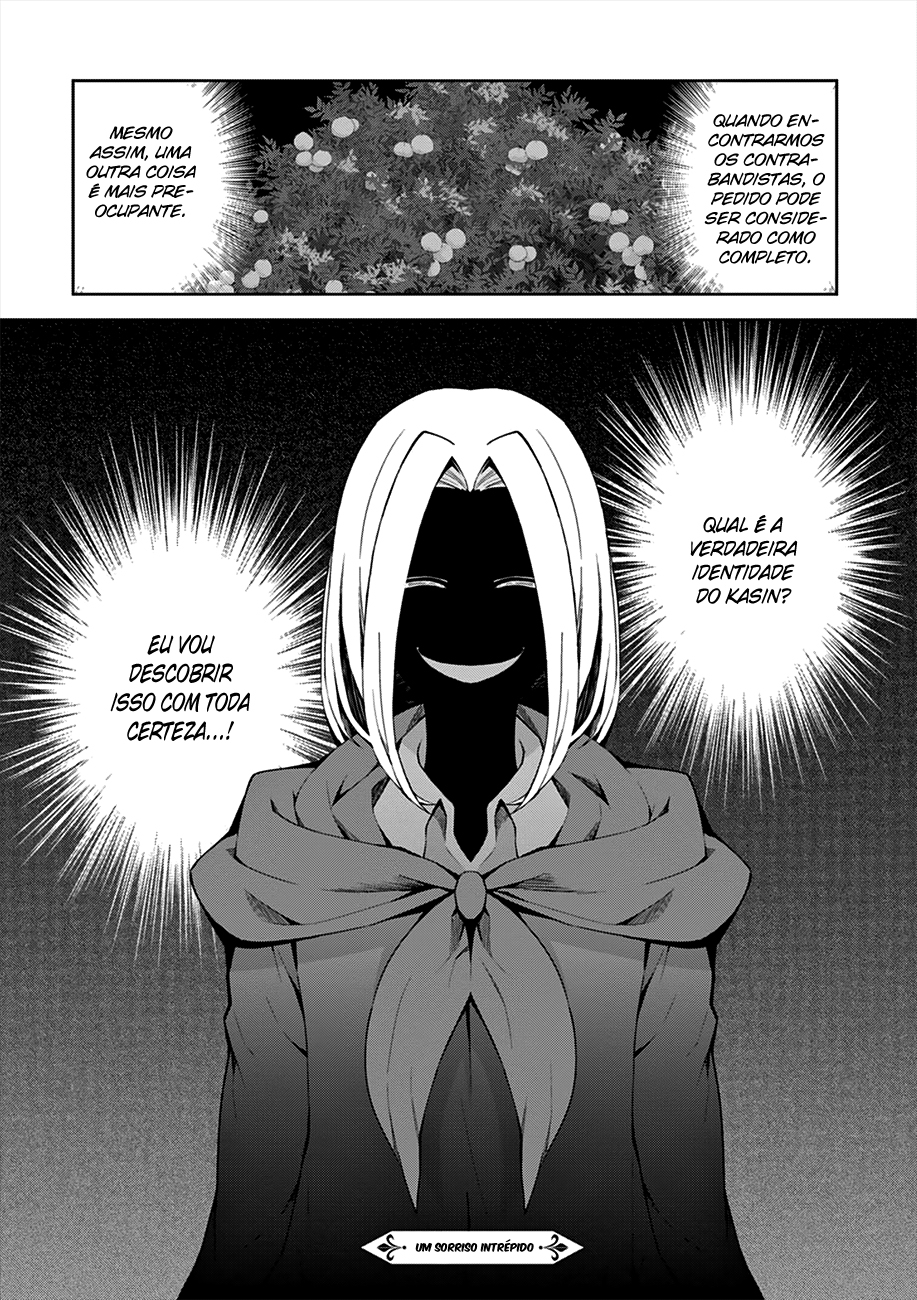 QUANDO EN-
CONTRARMOS
OS CONTRA-
BANDISTAS, O
PEDIDO PODE
SER CONSIDE-
RADO COMO
COMPLETO.
MESMO
ASSIM, UMA
OUTRA COISA
É MAIS PRE-
OCUPANTE.
QUAL É A
VERDADEIRA
IDENTIDADE
DO KASIN?
EU VOU
DESCOBRIR
ISSO COM TODA
CERTEZA...!
UM SORRISO INTRÉPIDO